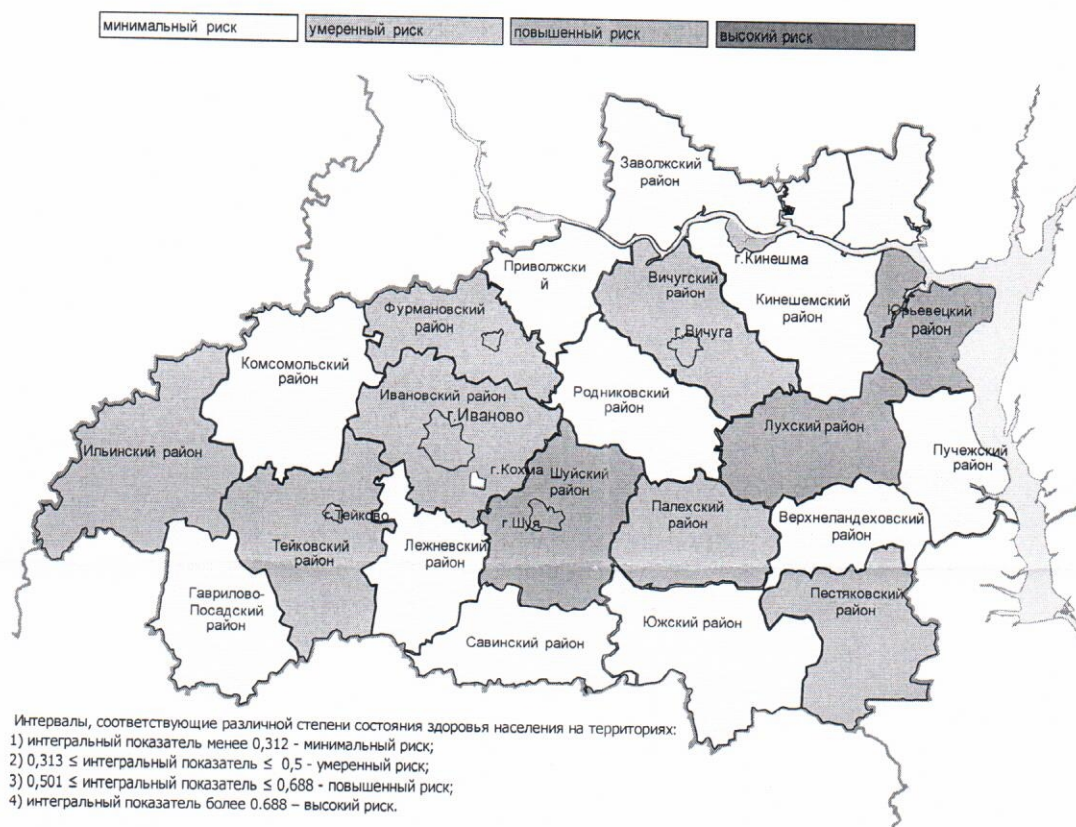 минимальный риск
умеренный риск
повышенный риск
высокий риск
Заволжский
район
г.Кинешма
Приволжски
й
Вичугский
район
Кинешемский
район
Юрьевецкий
район
Фурмановский
район
г.Вичуга
Комсомольский
район
Ивановский район
г.Иваново
Родниковский
район
Лухский район
Ильинский район
г.Кохма
Шуйский
район
Пучежский
район
г.Тейково
г.Шуя
Палехский
район
Верхнеландеховский
район
Тейковский
район
Лежневский
район
Гаврилово-
Посадский
район
Пестяковский
район
Савинский район
Южский район
Интервалы, соответствующие различной степени состояния здоровья населения на территориях:
1) интегральный показатель менее 0,312 - минимальный риск;
2) 0,313 ≤ интегральный показатель ≤ 0,5 - умеренный риск;
3) 0,501 ≤ интегральный показатель ≤ 0,688 - повышенный риск;
4) интегральный показатель более 0.688 – высокий риск.